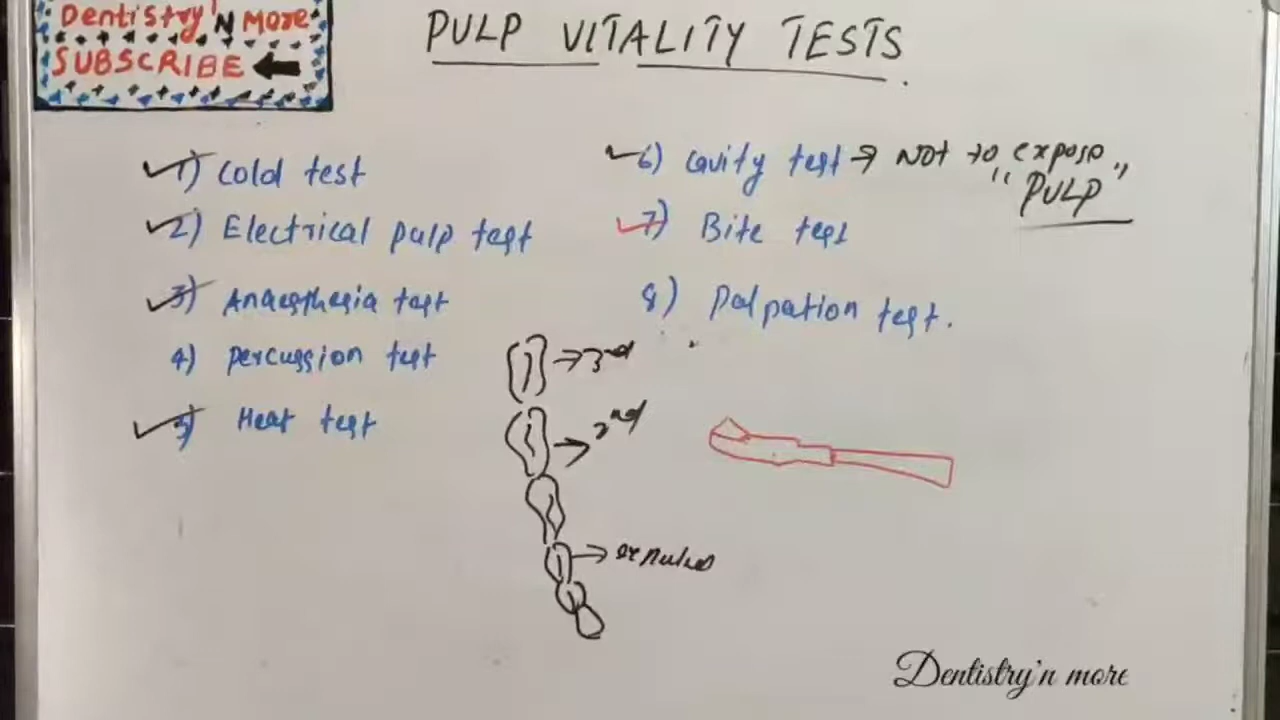 Dentistry'N MORE
SUBSCRIBE
PULP VITALITY TESTS
1) Cold test
2) Electrical pulp test
3) Anaesthesia test
4) percussion test
5) Heat test
6) Cavity test → NOT to expose
"PULP"
7) Bite test
8) Palpation test.
→ 3rd
→ 2nd
Dentistry'n more